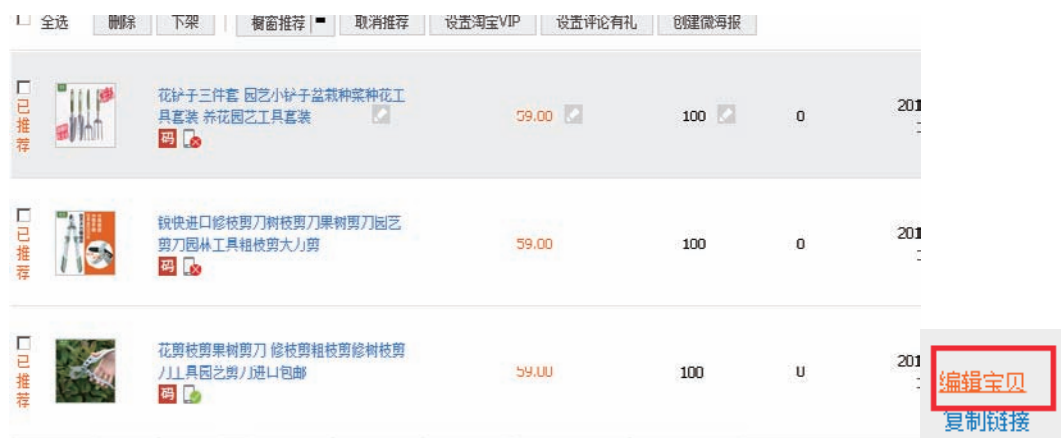 全选 删除 下架 橱窗推荐 取消推荐 设置淘宝VIP 设置评论有礼 创建微海报
已推荐
花铲子三件套 园艺小铲子盆栽种菜种花工
具套装 养花园艺工具套装
码
59.00 100 0 201
已推荐
锐快进口修枝剪刀树枝剪刀果树剪刀园艺
剪刀园林工具粗枝剪大力剪
码
59.00 100 0 201
已推荐
花剪枝剪果树剪刀 修枝剪粗枝剪修树枝剪
刀工具园艺剪刀进口包邮
码
59.00 100 0 201
编辑宝贝
复制链接